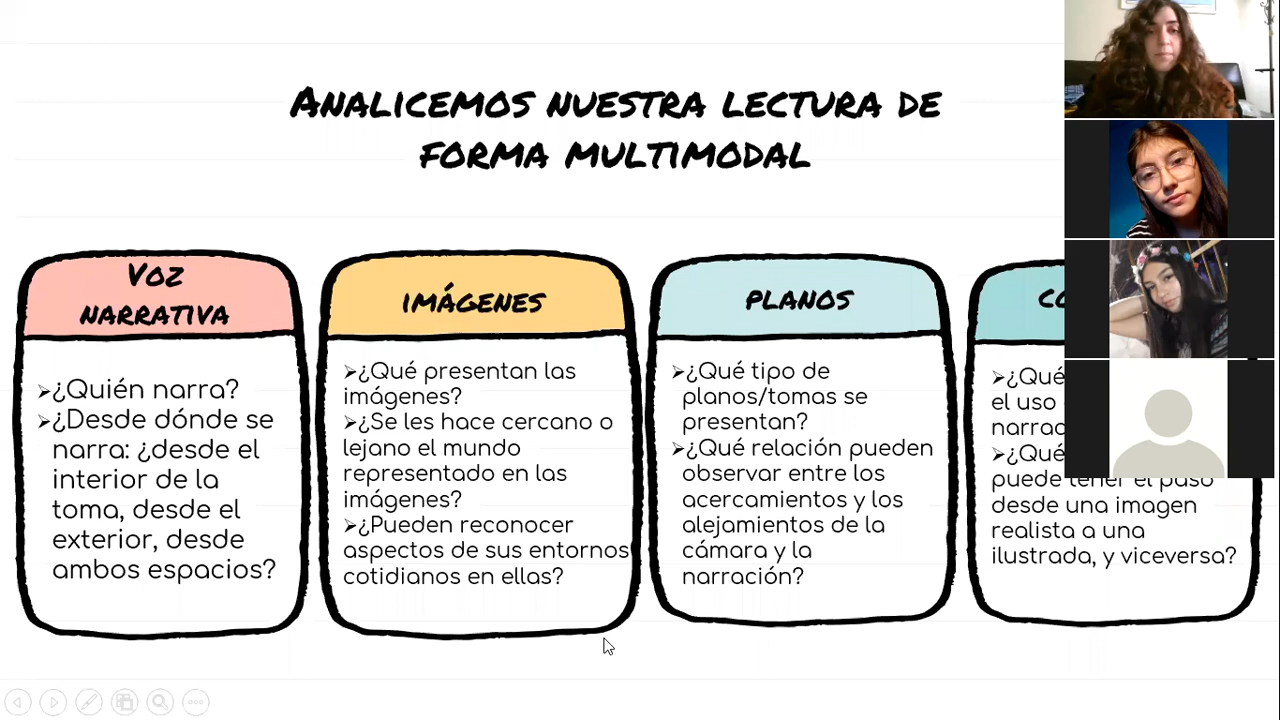 ANALICEMOS NUESTRA LECTURA DE
FORMA MULTIMODAL
VOZ
NARRATIVA
➢¿Quién narra?
➢¿Desde dónde se
narra: ¿desde el
interior de la
toma, desde el
exterior, desde
ambos espacios?
IMÁGENES
➢¿Qué presentan las
imágenes?
➢¿Se les hace cercano o
lejano el mundo
representado en las
imágenes?
➢¿Pueden reconocer
aspectos de sus entornos
cotidianos en ellas?
PLANOS
➢¿Qué tipo de
planos/tomas se
presentan?
➢¿Qué relación pueden
observar entre los
acercamientos y los
alejamientos de la
cámara y la
narración?
➢¿Qué
el uso
➢¿Qué
puede tener el paso
desde una imagen
realista a una
ilustrada, y viceversa?